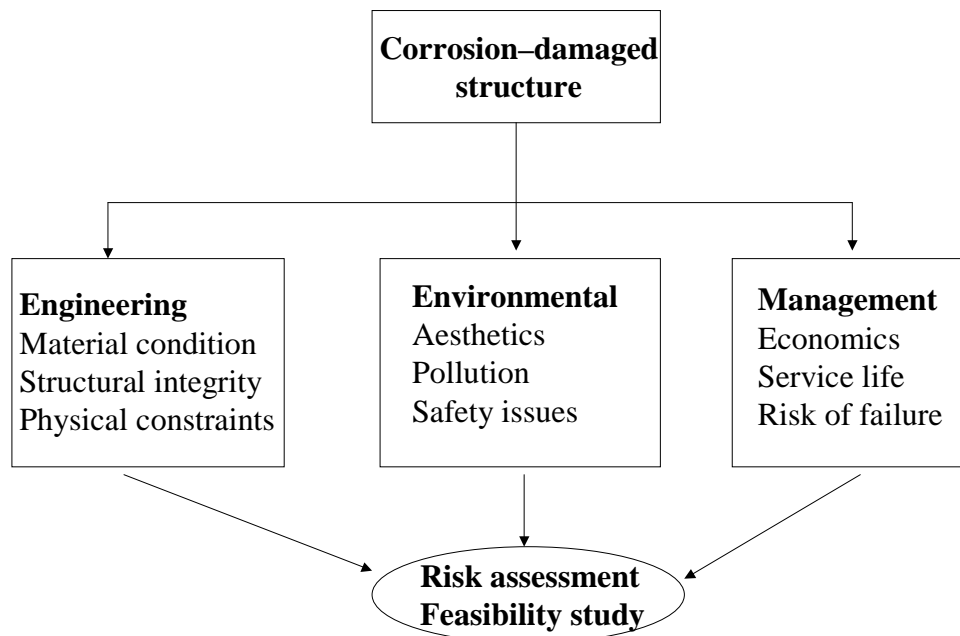 Corrosion–damaged
structure
Engineering
Material condition
Structural integrity
Physical constraints
Environmental
Aesthetics
Pollution
Safety issues
Management
Economics
Service life
Risk of failure
Risk assessment
Feasibility study